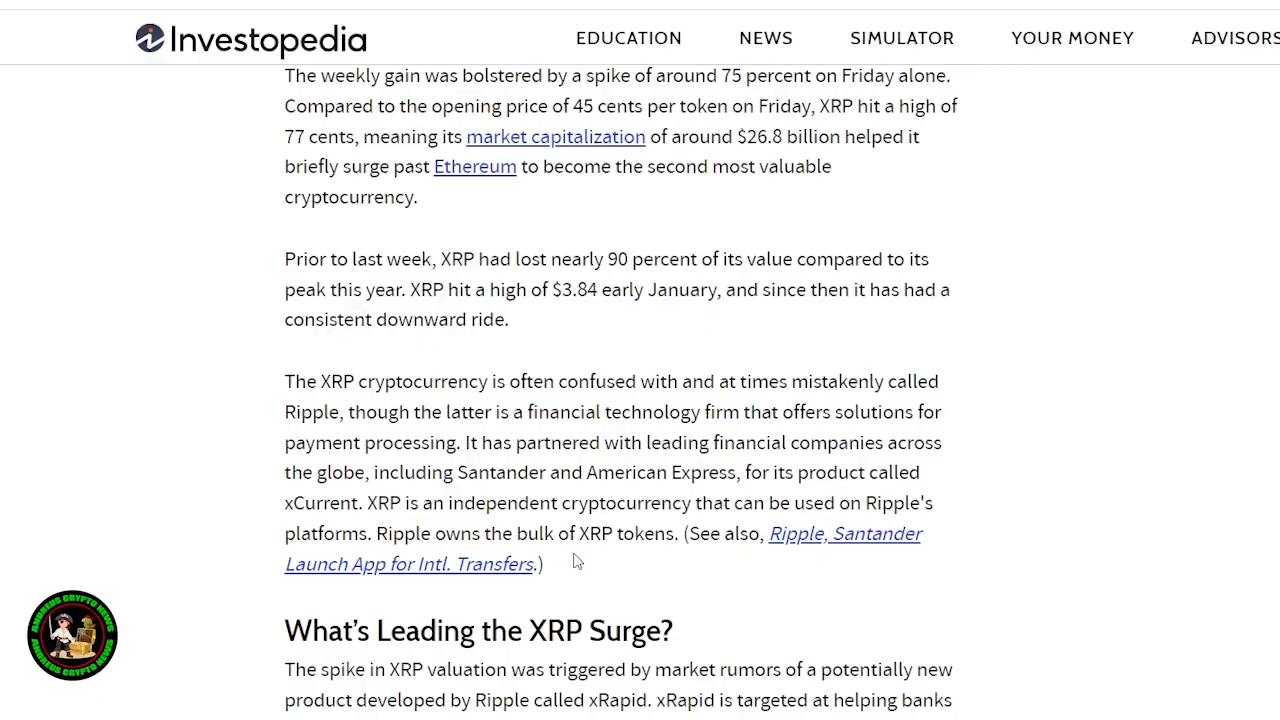 Investopedia EDUCATION NEWS SIMULATOR YOUR MONEY ADVISORS
The weekly gain was bolstered by a spike of around 75 percent on Friday alone.
Compared to the opening price of 45 cents per token on Friday, XRP hit a high of
77 cents, meaning its market capitalization of around $26.8 billion helped it
briefly surge past Ethereum to become the second most valuable
cryptocurrency.
Prior to last week, XRP had lost nearly 90 percent of its value compared to its
peak this year. XRP hit a high of $3.84 early January, and since then it has had a
consistent downward ride.
The XRP cryptocurrency is often confused with and at times mistakenly called
Ripple, though the latter is a financial technology firm that offers solutions for
payment processing. It has partnered with leading financial companies across
the globe, including Santander and American Express, for its product called
xCurrent. XRP is an independent cryptocurrency that can be used on Ripple's
platforms. Ripple owns the bulk of XRP tokens. (See also, Ripple, Santander
Launch App for Intl. Transfers.)
ANDREUS CRYPTO NEWS
ANDREUS CRYPTO NEWS
What's Leading the XRP Surge?
The spike in XRP valuation was triggered by market rumors of a potentially new
product developed by Ripple called xRapid. xRapid is targeted at helping banks